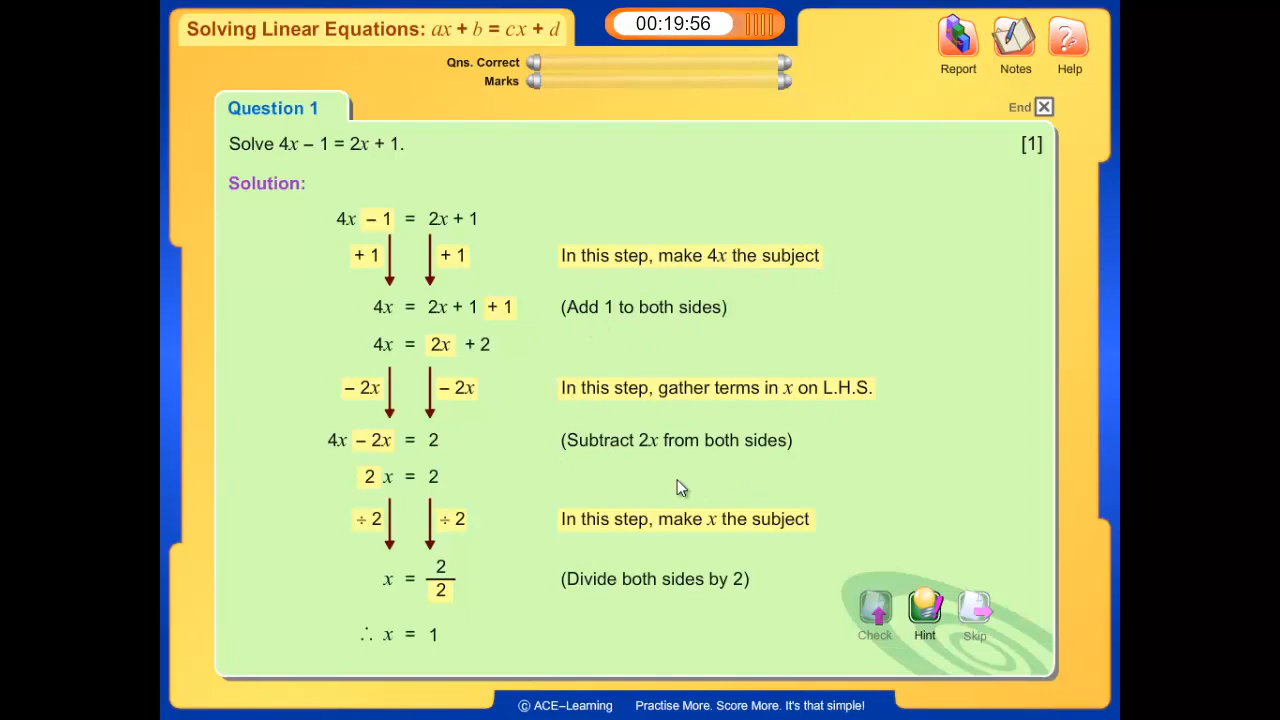 Solving Linear Equations: ax + b = cx + d
00:19:56
Qns. Correct
Marks
Report
Notes
Help
Question 1
End
Solve 4x – 1 = 2x + 1.
[1]
Solution:
4x – 1 = 2x + 1
+ 1 + 1 In this step, make 4x the subject
4x = 2x + 1 + 1 (Add 1 to both sides)
4x = 2x + 2
– 2x – 2x In this step, gather terms in x on L.H.S.
4x – 2x = 2 (Subtract 2x from both sides)
2x = 2
÷ 2 ÷ 2 In this step, make x the subject
x = 2/2 (Divide both sides by 2)
∴ x = 1
Check
Hint
Skip
© ACE–Learning Practise More. Score More. It's that simple!